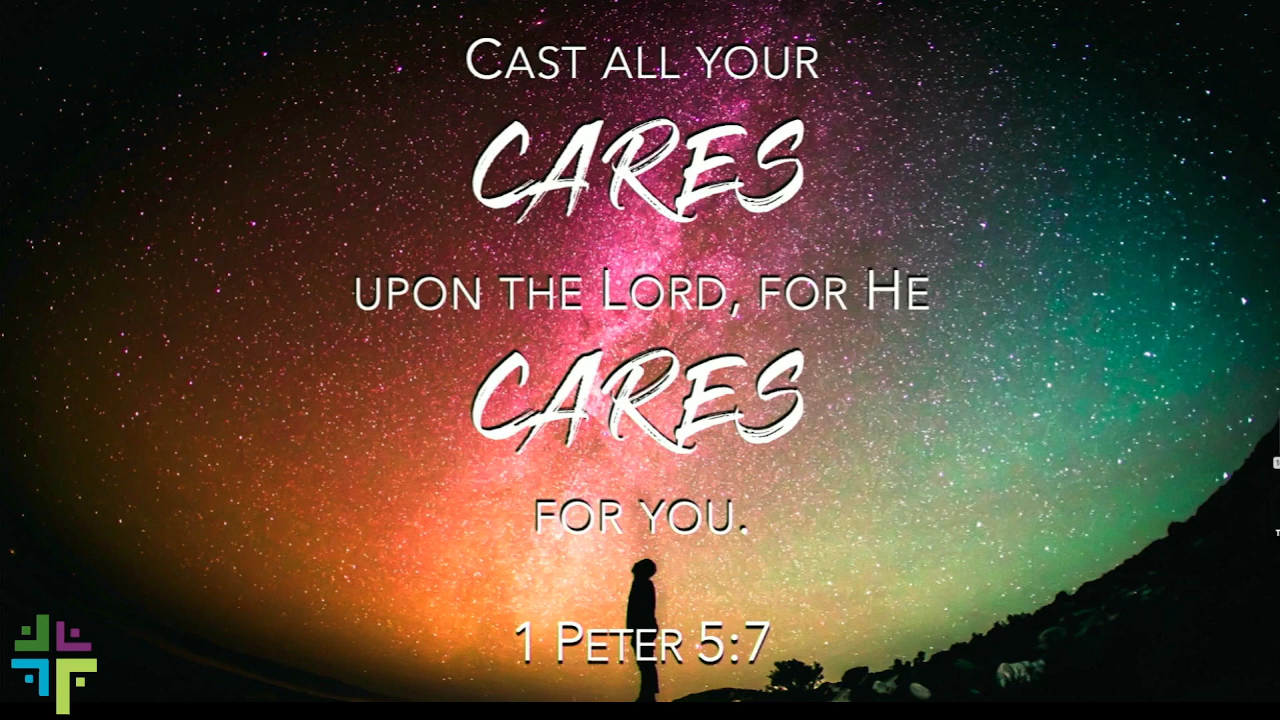 Cast all your
CARES
upon the Lord, for He
CARES
for you.
1 Peter 5:7